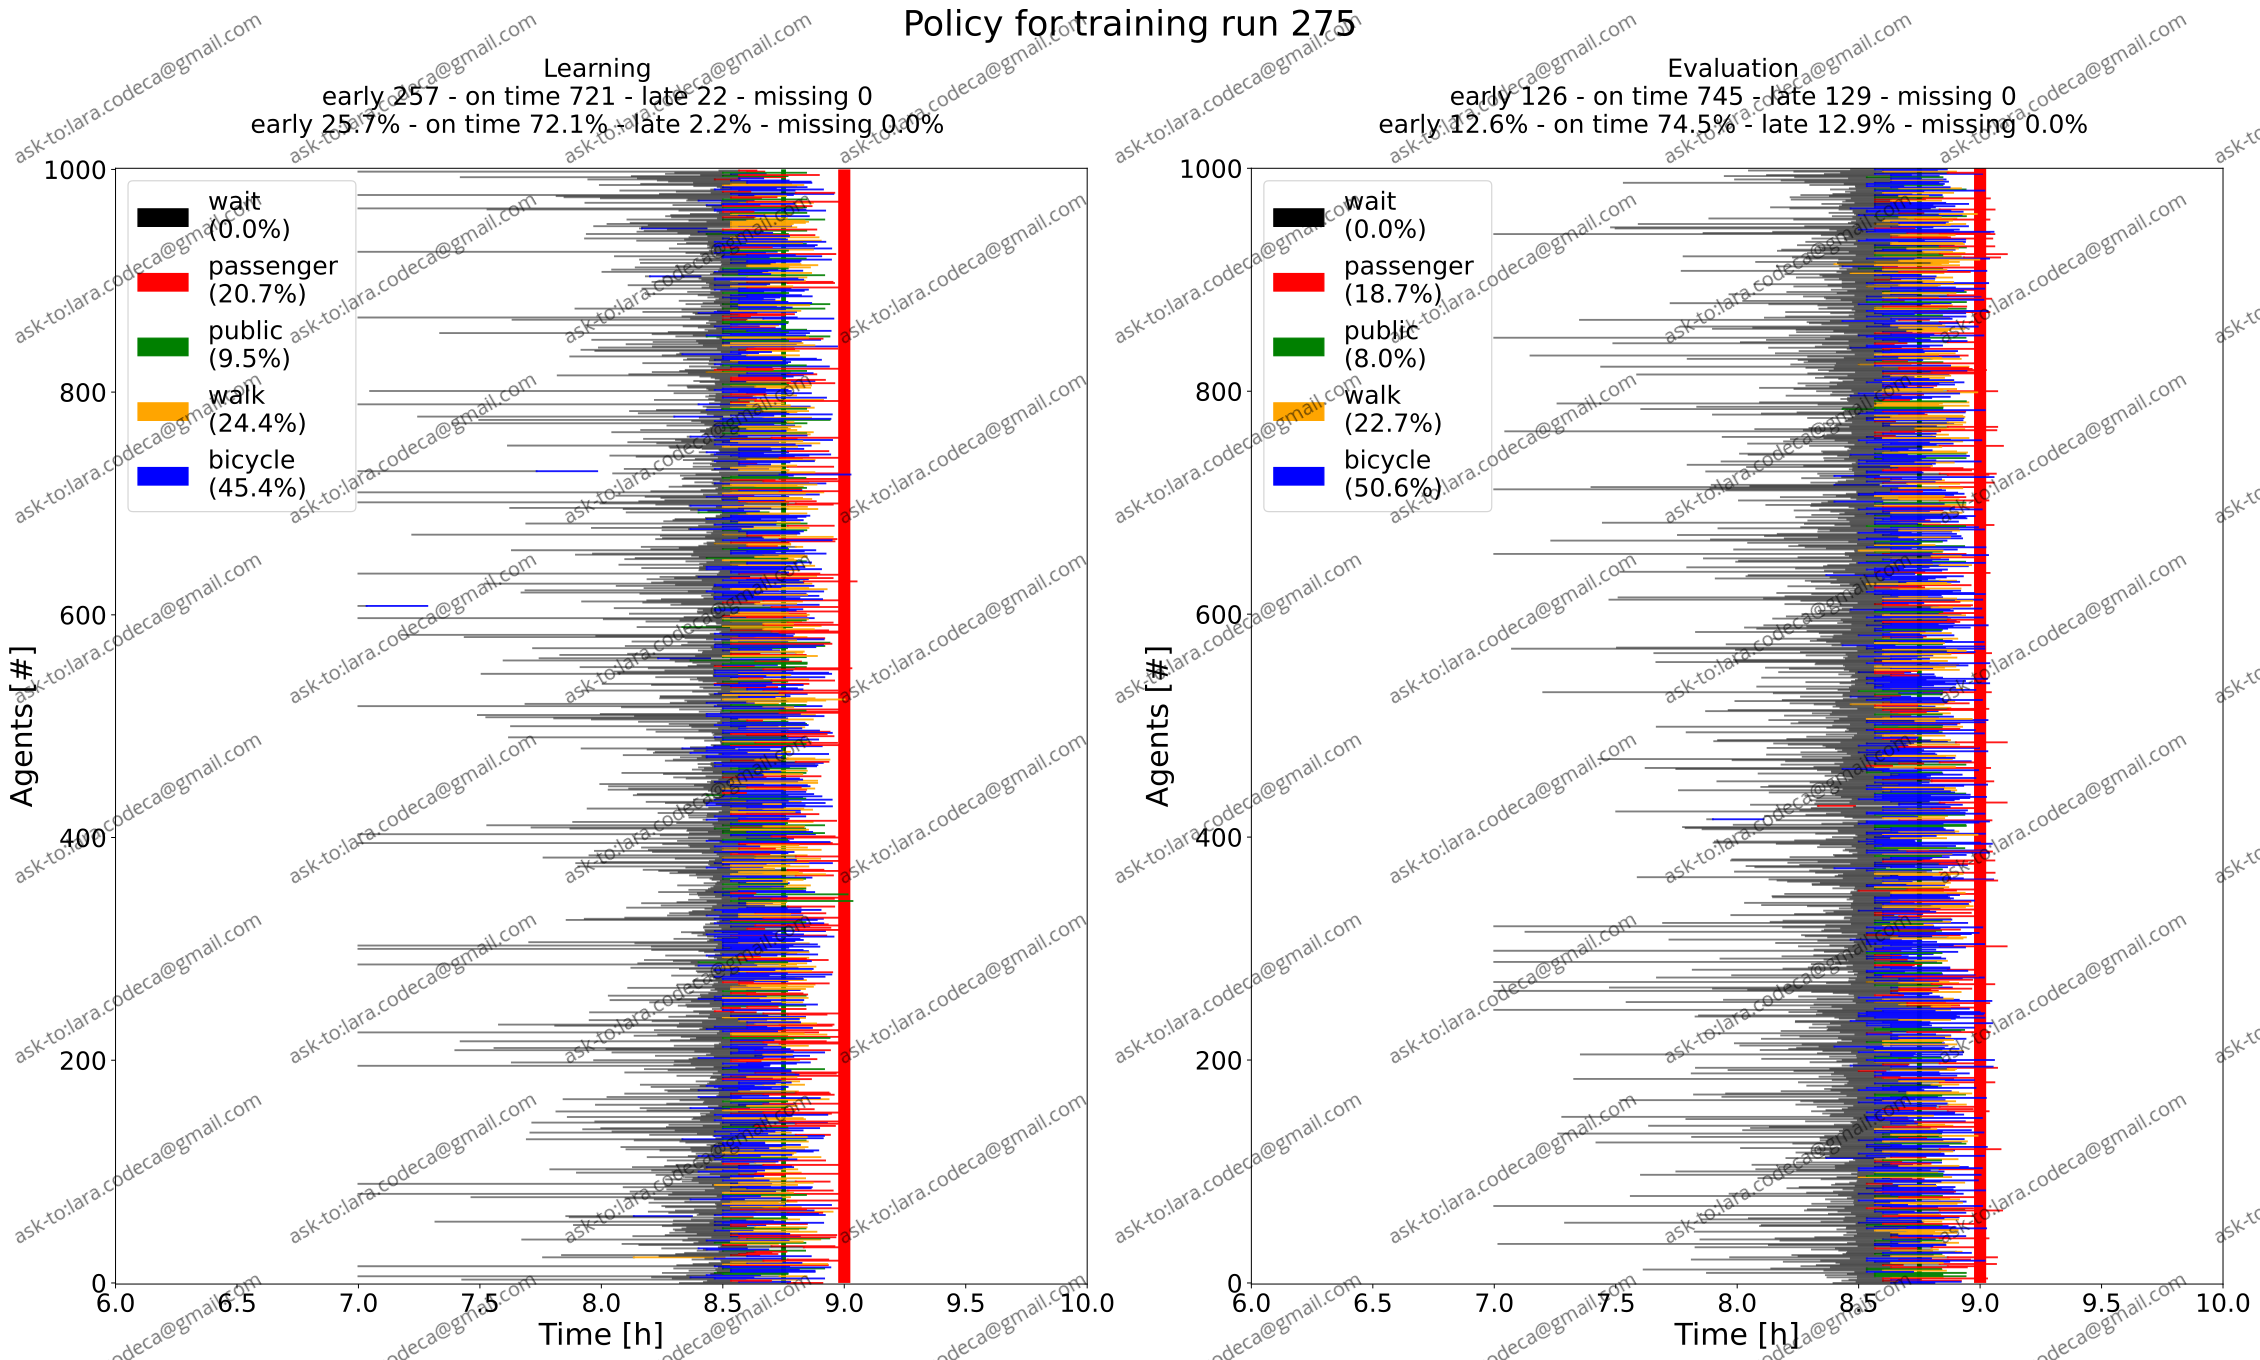 Policy for training run 275
Learning
early 257 - on time 721 - late 22 - missing 0
early 25.7% - on time 72.1% - late 2.2% - missing 0.0%
1000
800
600
400
200
0
Agents [#]
wait
(0.0%)
passenger
(20.7%)
public
(9.5%)
walk
(24.4%)
bicycle
(45.4%)
6.0 6.5 7.0 7.5 8.0 8.5 9.0 9.5 10.0
Time [h]
Evaluation
early 126 - on time 745 - late 129 - missing 0
early 12.6% - on time 74.5% - late 12.9% - missing 0.0%
1000
800
600
400
200
0
Agents [#]
wait
(0.0%)
passenger
(18.7%)
public
(8.0%)
walk
(22.7%)
bicycle
(50.6%)
6.0 6.5 7.0 7.5 8.0 8.5 9.0 9.5 10.0
Time [h]
ask-to:lara.codeca@gmail.com